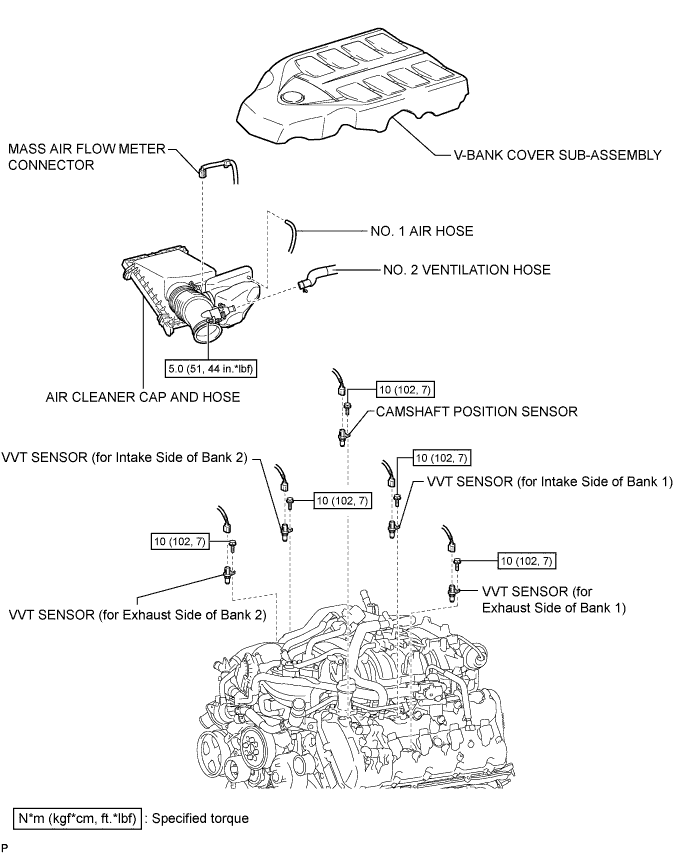 MASS AIR FLOW METER
CONNECTOR
V-BANK COVER SUB-ASSEMBLY
NO. 1 AIR HOSE
NO. 2 VENTILATION HOSE
5.0 (51, 44 in.*lbf)
AIR CLEANER CAP AND HOSE
10 (102, 7)
CAMSHAFT POSITION SENSOR
VVT SENSOR (for Intake Side of Bank 2)
10 (102, 7)
VVT SENSOR (for Intake Side of Bank 1)
10 (102, 7)
10 (102, 7)
10 (102, 7)
VVT SENSOR (for Exhaust Side of Bank 2)
VVT SENSOR (for
Exhaust Side of Bank 1)
N*m (kgf*cm, ft.*lbf) : Specified torque
P